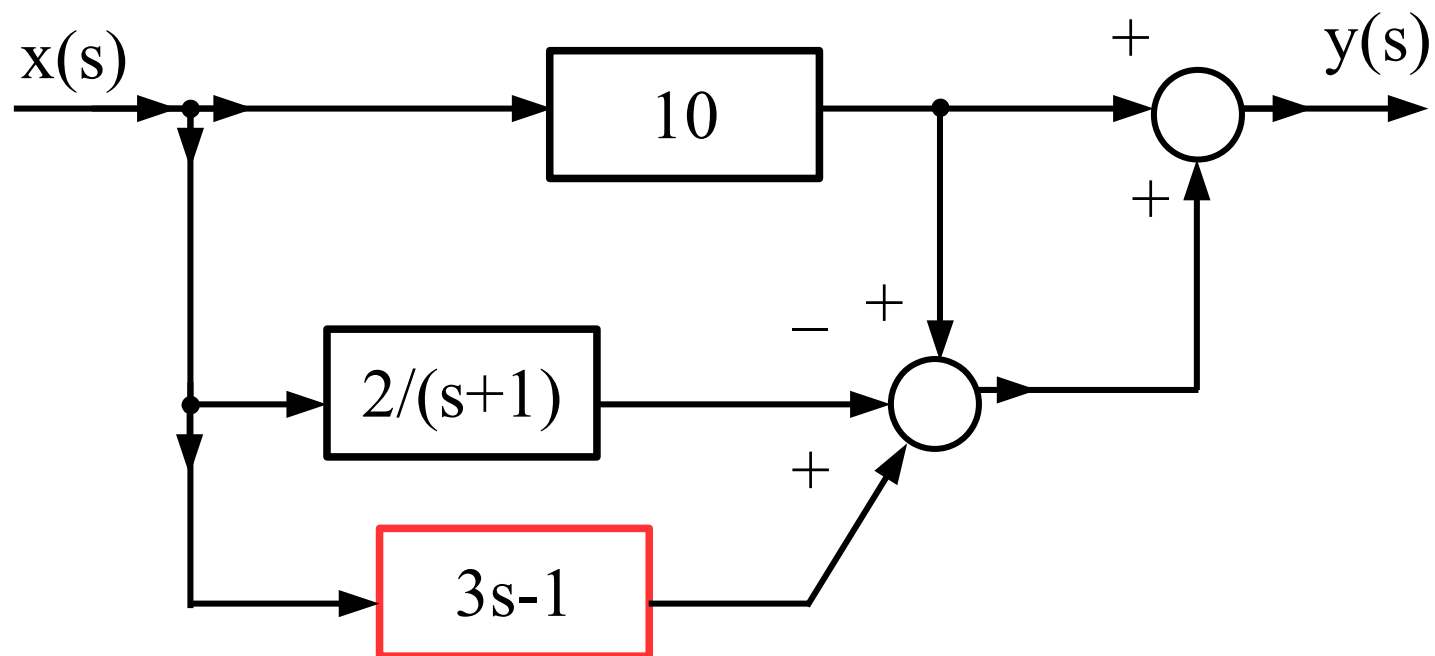 x(s)
+
y(s)
10
+
+
−
2/(s+1)
+
3s-1